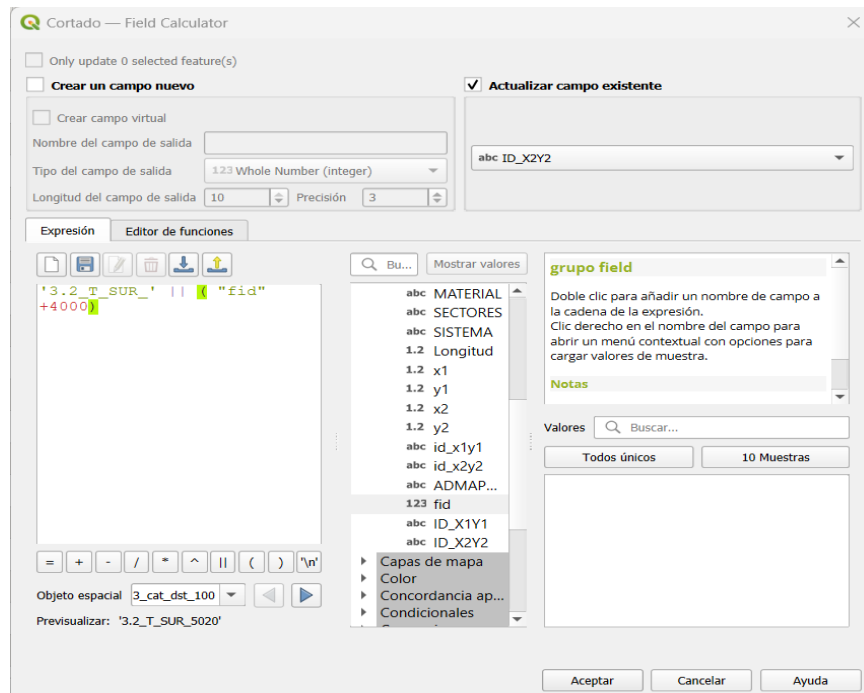 Cortado — Field Calculator
Only update 0 selected feature(s)
Crear un campo nuevo
Crear campo virtual
Nombre del campo de salida
Tipo del campo de salida 123 Whole Number (integer)
Longitud del campo de salida 10 Precisión 3
Actualizar campo existente
abc ID_X2Y2
Expresión Editor de funciones
'3.2_T_SUR_' || ( "fid"
+4000)
= + - / * ^ || ( ) '\n'
Objeto espacial 3_cat_dst_100
Previsualizar: '3.2_T_SUR_5020'
Bu... Mostrar valores
abc MATERIAL
abc SECTORES
abc SISTEMA
1.2 Longitud
1.2 x1
1.2 y1
1.2 x2
1.2 y2
abc id_x1y1
abc id_x2y2
abc ADMAP...
123 fid
abc ID_X1Y1
abc ID_X2Y2
Capas de mapa
Color
Concordancia ap...
Condicionales
grupo field
Doble clic para añadir un nombre de campo a
la cadena de la expresión.
Clic derecho en el nombre del campo para
abrir un menú contextual con opciones para
cargar valores de muestra.
Notas
Valores Buscar...
Todos únicos 10 Muestras
Aceptar Cancelar Ayuda